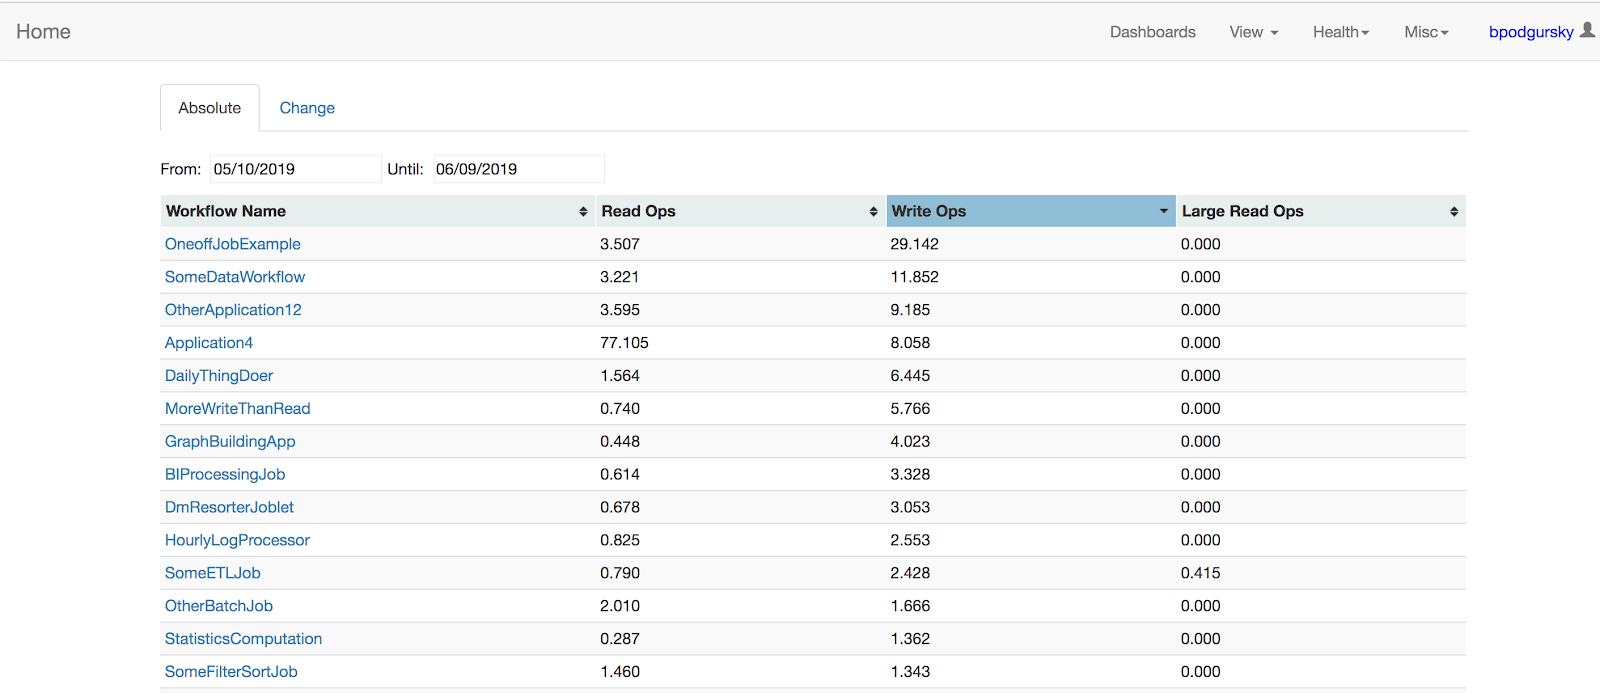 Home Dashboards View Health Misc bpodgursky
Absolute Change
From: 05/10/2019 Until: 06/09/2019
Workflow Name Read Ops Write Ops Large Read Ops
OneoffJobExample 3.507 29.142 0.000
SomeDataWorkflow 3.221 11.852 0.000
OtherApplication12 3.595 9.185 0.000
Application4 77.105 8.058 0.000
DailyThingDoer 1.564 6.445 0.000
MoreWriteThanRead 0.740 5.766 0.000
GraphBuildingApp 0.448 4.023 0.000
BIProcessingJob 0.614 3.328 0.000
DmResorterJoblet 0.678 3.053 0.000
HourlyLogProcessor 0.825 2.553 0.000
SomeETLJob 0.790 2.428 0.415
OtherBatchJob 2.010 1.666 0.000
StatisticsComputation 0.287 1.362 0.000
SomeFilterSortJob 1.460 1.343 0.000